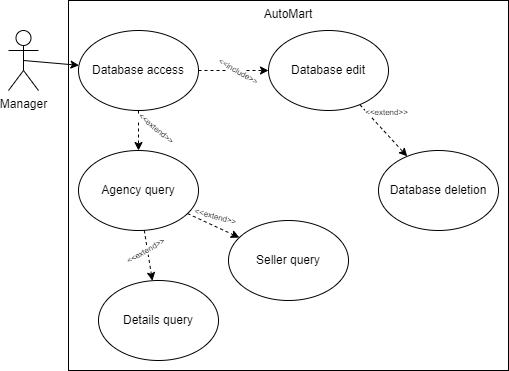 AutoMart
Manager
Database access
<<include>>
Database edit
<<extend>>
<<extend>>
Agency query
Database deletion
<<extend>>
<<extend>>
Seller query
Details query